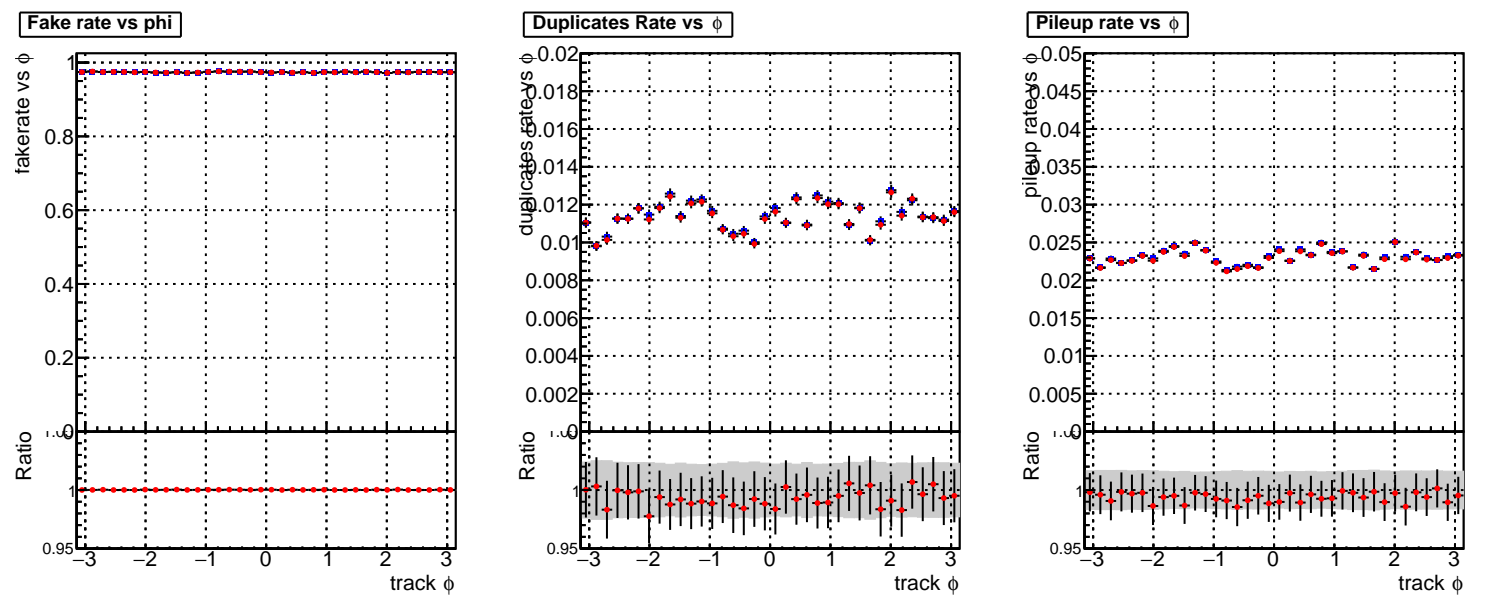 Fake rate vs phi
fakerate vs ϕ
1
0.8
0.6
0.4
0.2
0
Ratio
1
0.95
−3 −2 −1 0 1 2 3
track ϕ
Duplicates Rate vs ϕ
duplicates rate vs ϕ
0.02
0.018
0.016
0.014
0.012
0.01
0.008
0.006
0.004
0.002
0
Ratio
1
0.95
−3 −2 −1 0 1 2 3
track ϕ
Pileup rate vs ϕ
pileup rate vs ϕ
0.05
0.045
0.04
0.035
0.03
0.025
0.02
0.015
0.01
0.005
0
Ratio
1
0.95
−3 −2 −1 0 1 2 3
track ϕ